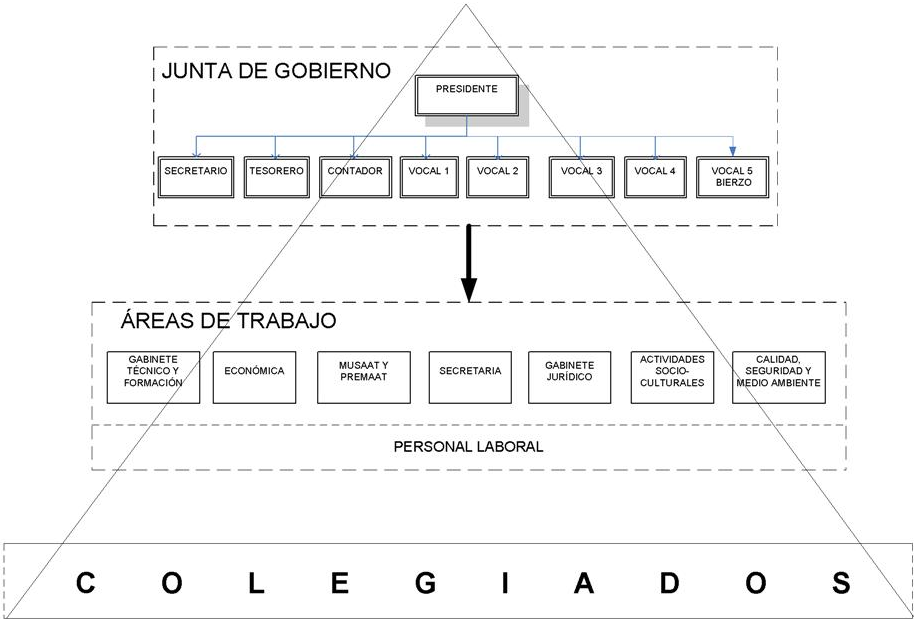 JUNTA DE GOBIERNO
PRESIDENTE
SECRETARIO
TESORERO
CONTADOR
VOCAL 1
VOCAL 2
VOCAL 3
VOCAL 4
VOCAL 5
BIERZO
ÁREAS DE TRABAJO
GABINETE
TÉCNICO Y
FORMACIÓN
ECONÓMICA
MUSAAT Y
PREMAAT
SECRETARIA
GABINETE
JURÍDICO
ACTIVIDADES
SOCIO-
CULTURALES
CALIDAD,
SEGURIDAD Y
MEDIO AMBIENTE
PERSONAL LABORAL
C O L E G I A D O S